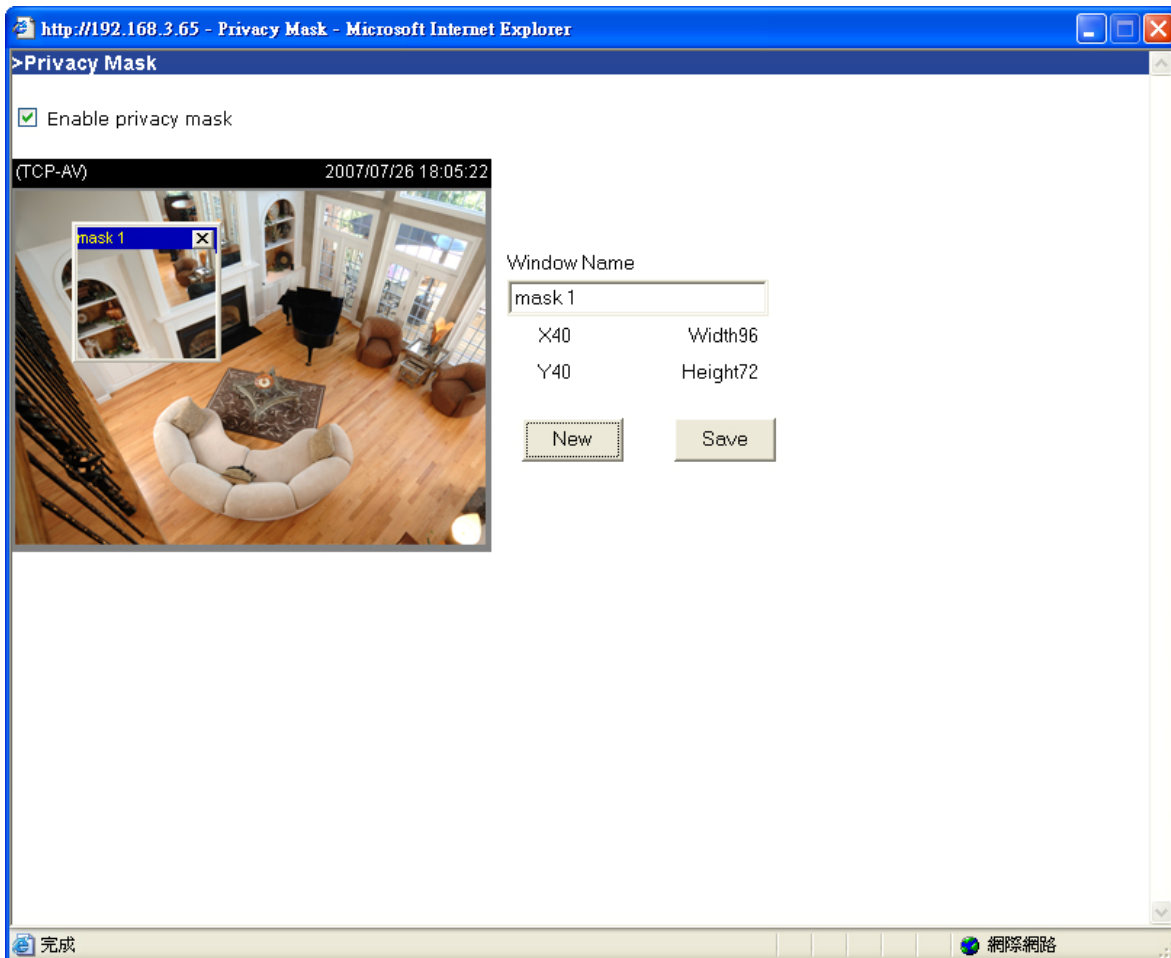 http://192.168.3.65 - Privacy Mask - Microsoft Internet Explorer
>Privacy Mask
Enable privacy mask
(TCP-AV) 2007/07/26 18:05:22
mask 1
Window Name
mask 1
X40 Width96
Y40 Height72
New Save
完成 網際網路